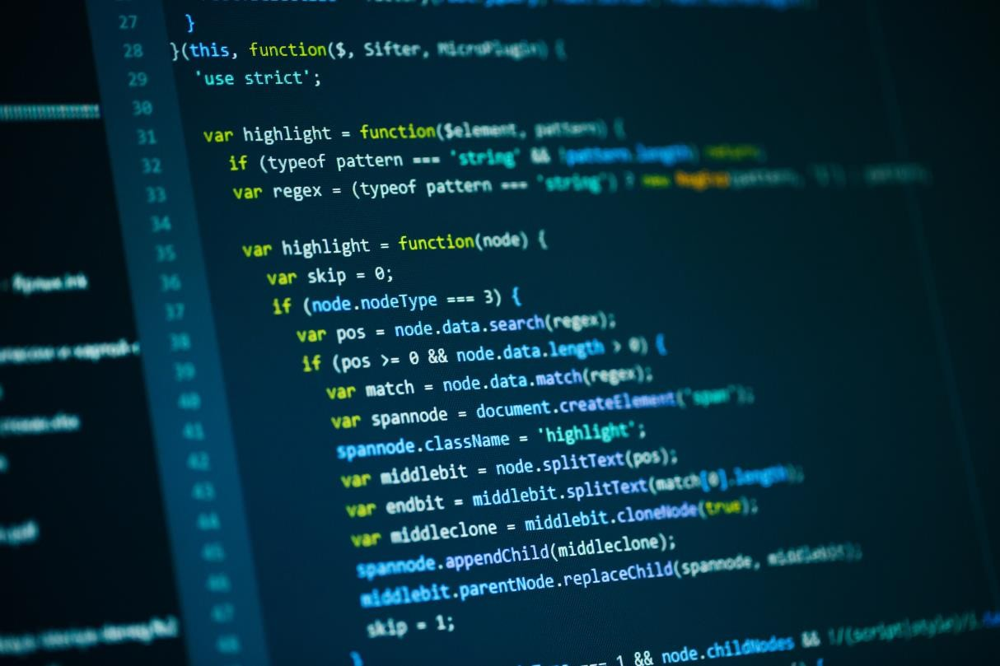 27 }
28 }(this, function($, Sifter, MicroPlugin) {
29 'use strict';
30
31 var highlight = function($element, pattern) {
32 if (typeof pattern === 'string' && !pattern.length) return;
33 var regex = (typeof pattern === 'string') ? new RegExp(pattern,
34
35 var highlight = function(node) {
36 var skip = 0;
37 if (node.nodeType === 3) {
38 var pos = node.data.search(regex);
39 if (pos >= 0 && node.data.length > 0) {
40 var match = node.data.match(regex);
41 var spannode = document.createElement("span");
42 spannode.className = 'highlight';
43 var middlebit = node.splitText(pos);
44 var endbit = middlebit.splitText(match[0].length);
45 var middleclone = middlebit.cloneNode(true);
46 spannode.appendChild(middleclone);
47 middlebit.parentNode.replaceChild(spannode, middlebit);
48 skip = 1;
}
=== 1 && node.childNodes && !/(script|style)/i.